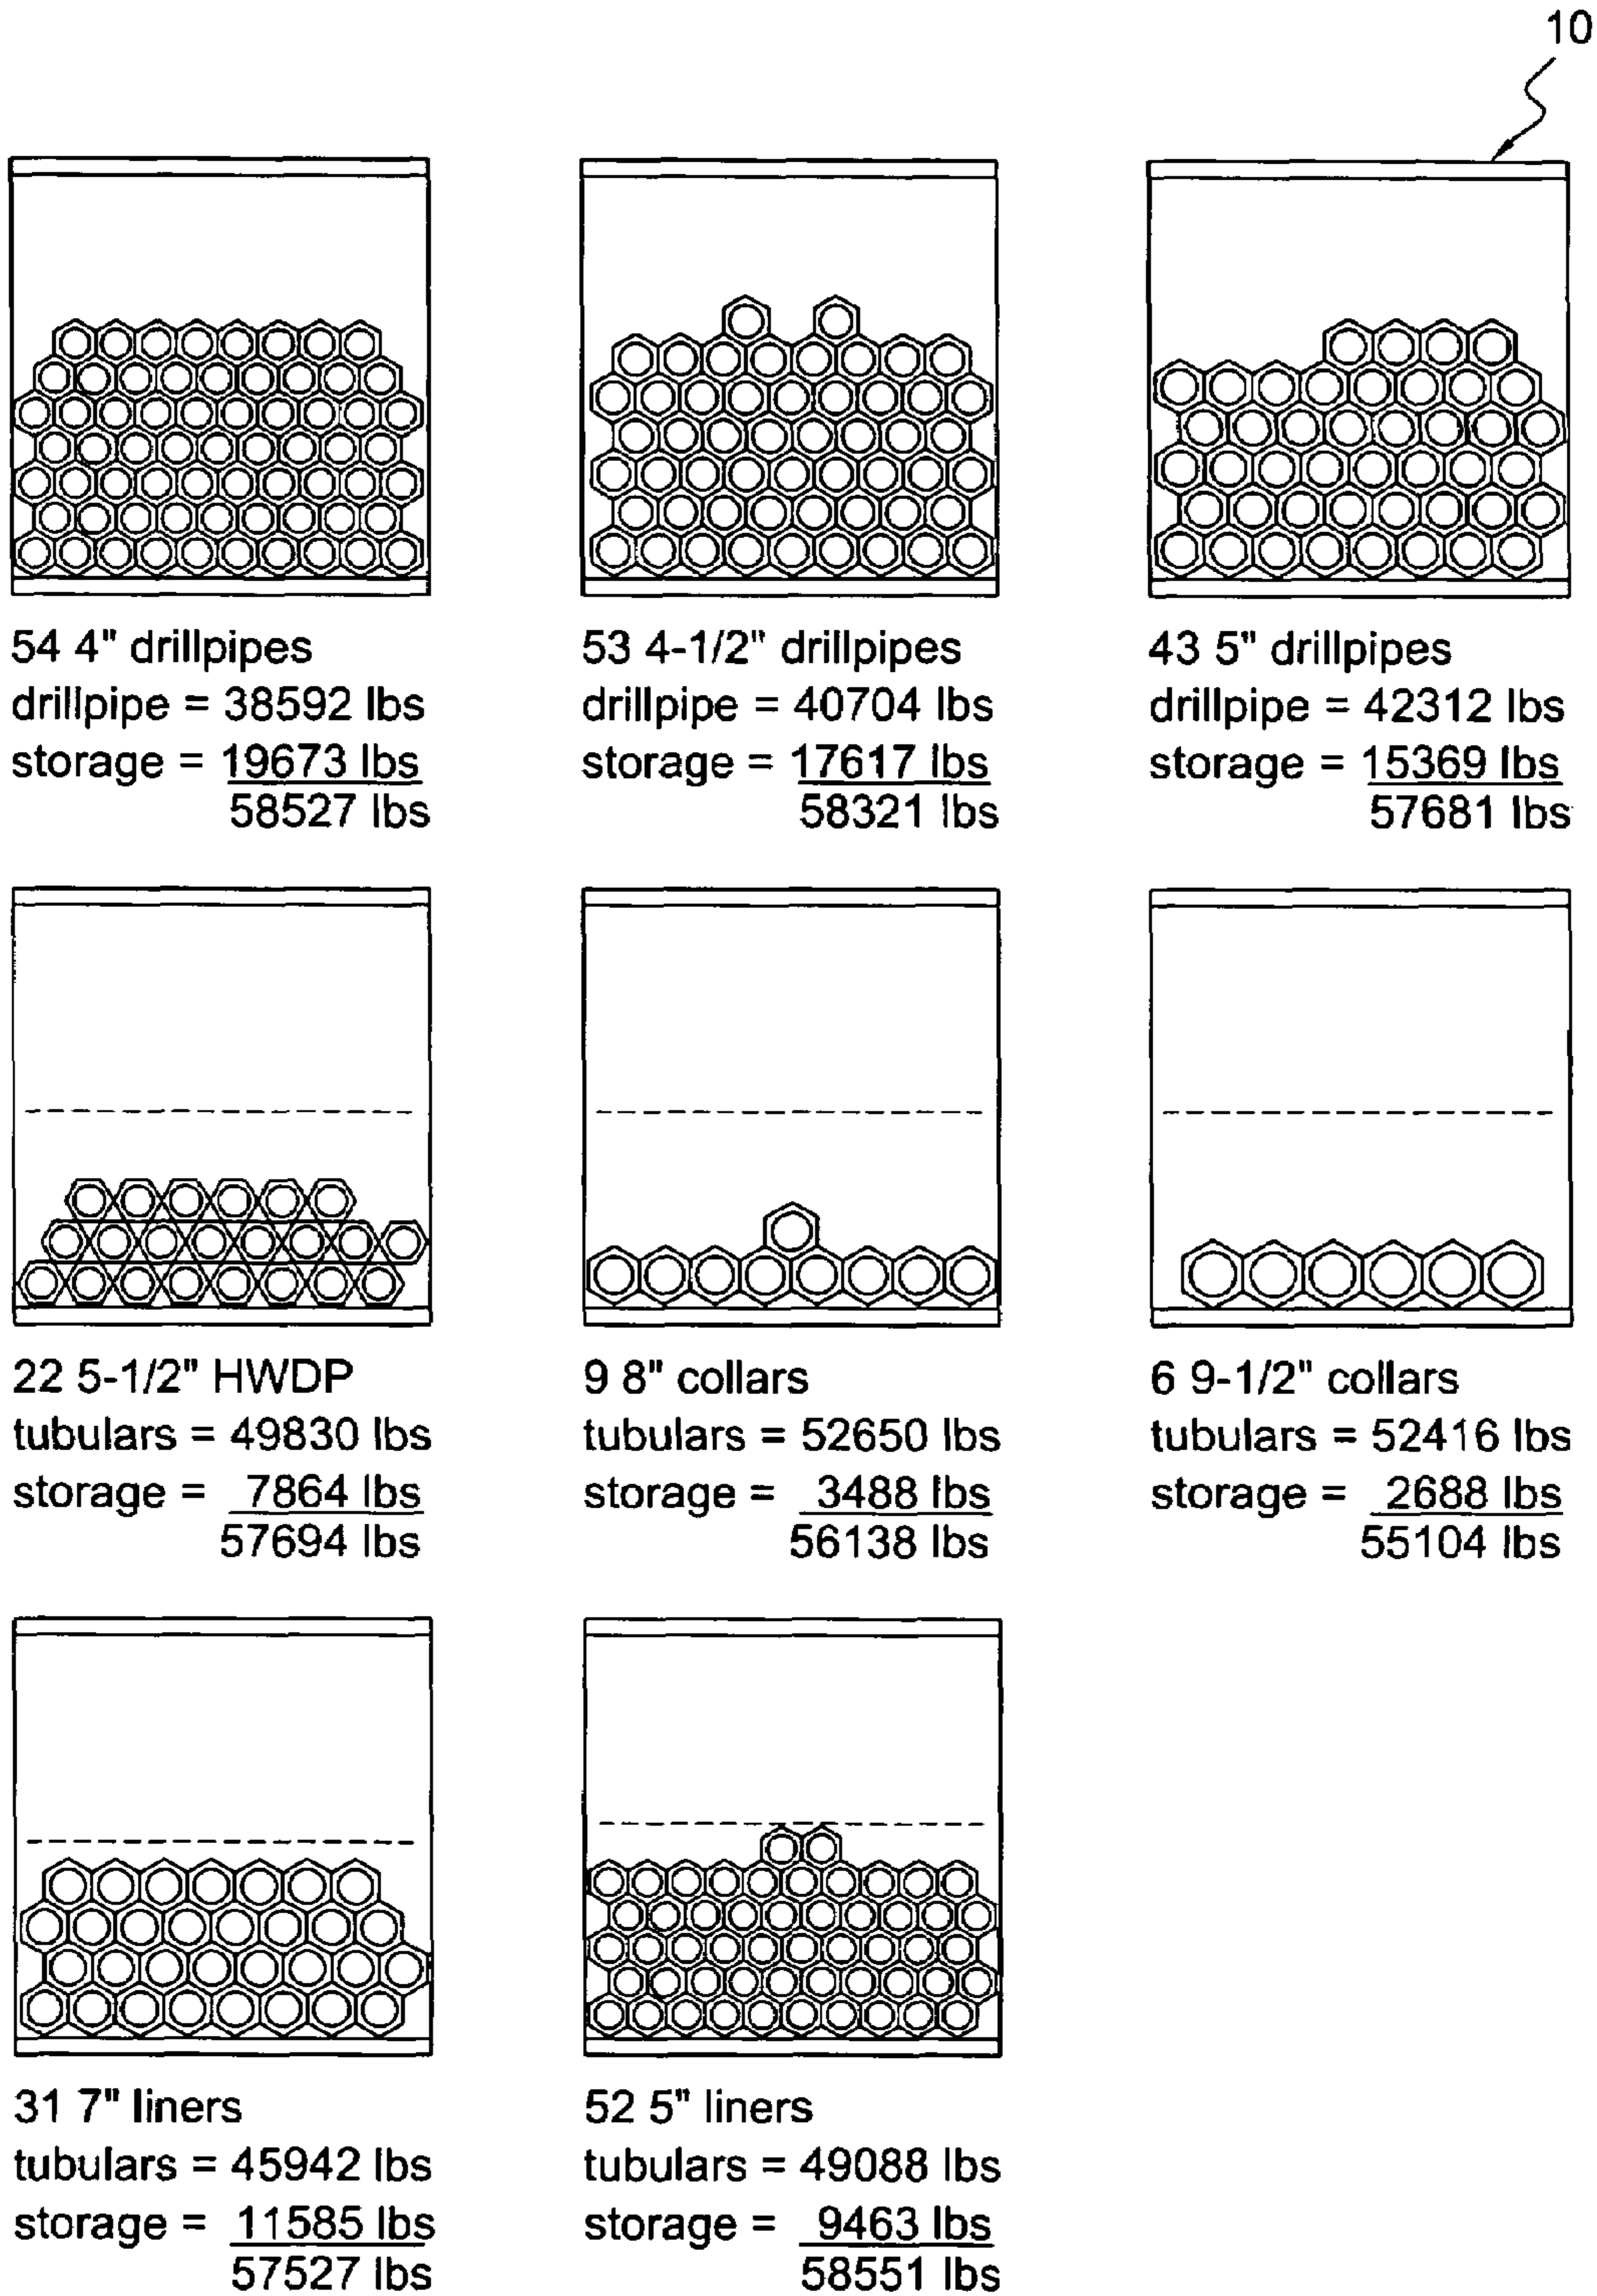 10
54 4" drillpipes
drillpipe = 38592 lbs
storage = 19673 lbs
58527 lbs
53 4-1/2" drillpipes
drillpipe = 40704 lbs
storage = 17617 lbs
58321 lbs
43 5" drillpipes
drillpipe = 42312 lbs
storage = 15369 lbs
57681 lbs
22 5-1/2" HWDP
tubulars = 49830 lbs
storage = 7864 lbs
57694 lbs
9 8" collars
tubulars = 52650 lbs
storage = 3488 lbs
56138 lbs
6 9-1/2" collars
tubulars = 52416 lbs
storage = 2688 lbs
55104 lbs
31 7" liners
tubulars = 45942 lbs
storage = 11585 lbs
57527 lbs
52 5" liners
tubulars = 49088 lbs
storage = 9463 lbs
58551 lbs